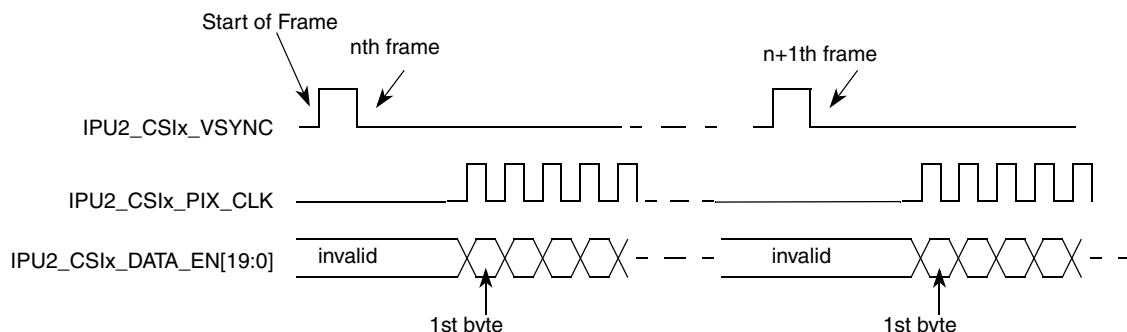 Start of Frame
nth frame
n+1th frame
IPU2_CSIx_VSYNC
IPU2_CSIx_PIX_CLK
IPU2_CSIx_DATA_EN[19:0]
invalid
invalid
1st byte
1st byte